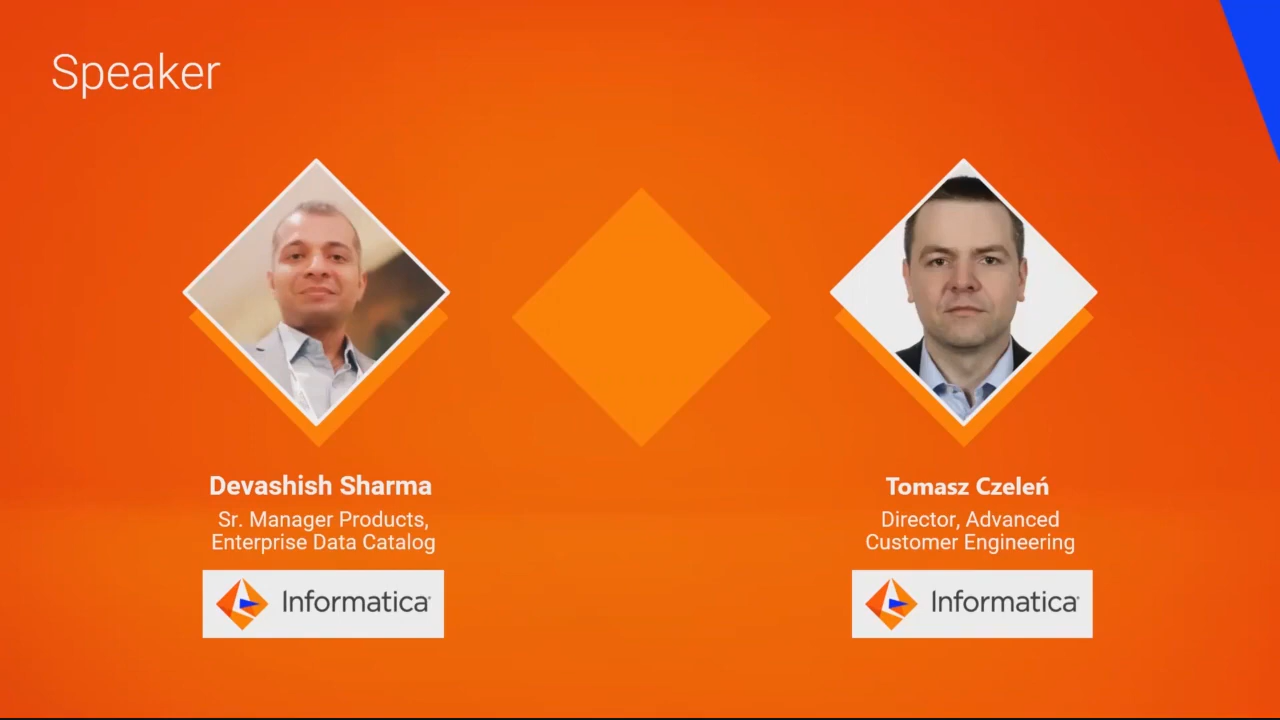 Speaker
Devashish Sharma
Sr. Manager Products,
Enterprise Data Catalog
Informatica
Tomasz Czeleń
Director, Advanced
Customer Engineering
Informatica